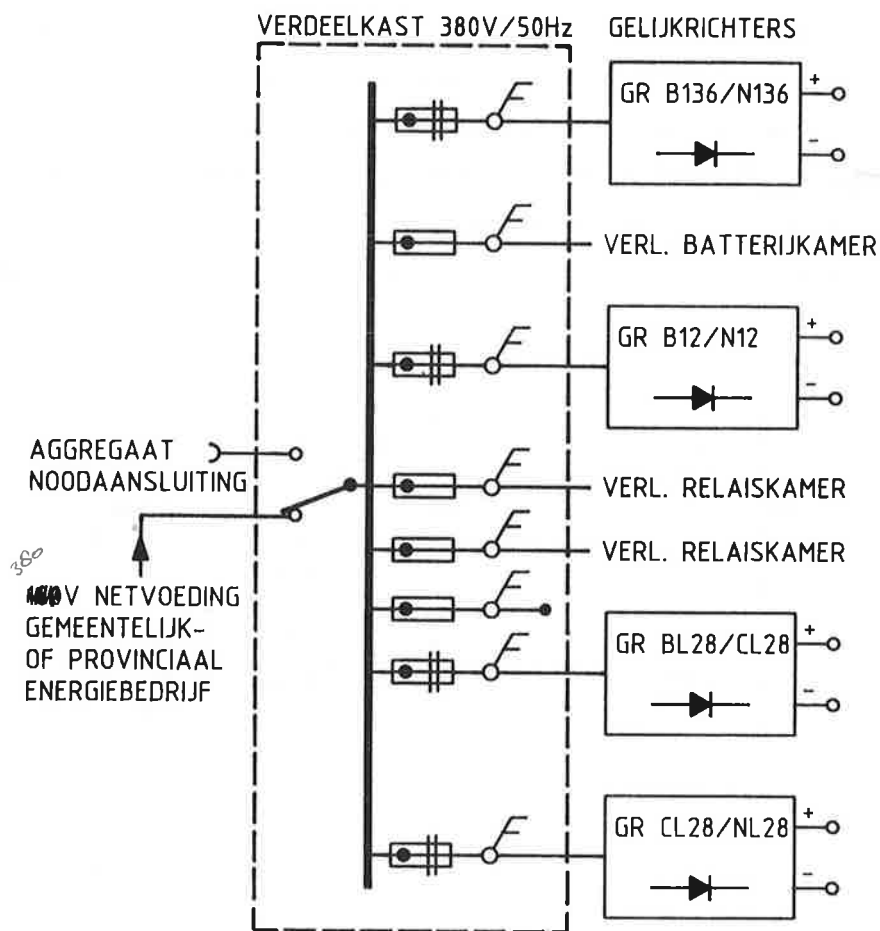 VERDEELKAST 380V/50Hz
GELIJKRICHTERS
GR B136/N136
+
-
VERL. BATTERIJKAMER
GR B12/N12
+
-
AGGREGAAT
NOODAANSLUITING
VERL. RELAISKAMER
VERL. RELAISKAMER
380
V NETVOEDING
GEMEENTELIJK-
OF PROVINCIAAL
ENERGIEBEDRIJF
GR BL28/CL28
+
-
GR CL28/NL28
+
-